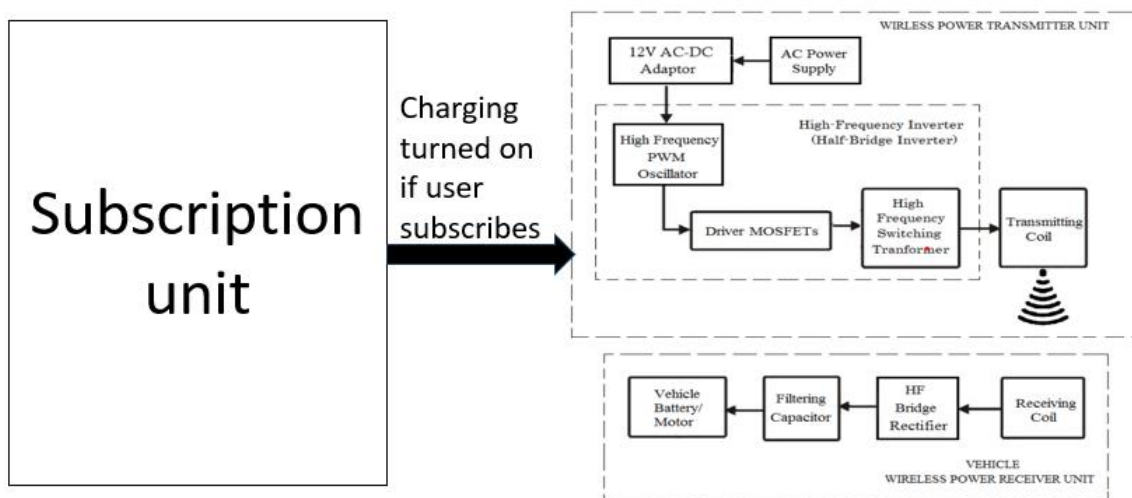 Subscription
unit
Charging
turned on
if user
subscribes
WIRLESS POWER TRANSMITTER UNIT
12V AC-DC
Adaptor
AC Power
Supply
High-Frequency Inverter
(Half-Bridge Inverter)
High Frequency
PWM
Oscillator
Driver MOSFETs
High
Frequency
Switching
Tranformer
Transmitting
Coil
Vehicle
Battery/
Motor
Filtering
Capacitor
HF
Bridge
Rectifier
Receiving
Coil
VEHICLE
WIRELESS POWER RECEIVER UNIT